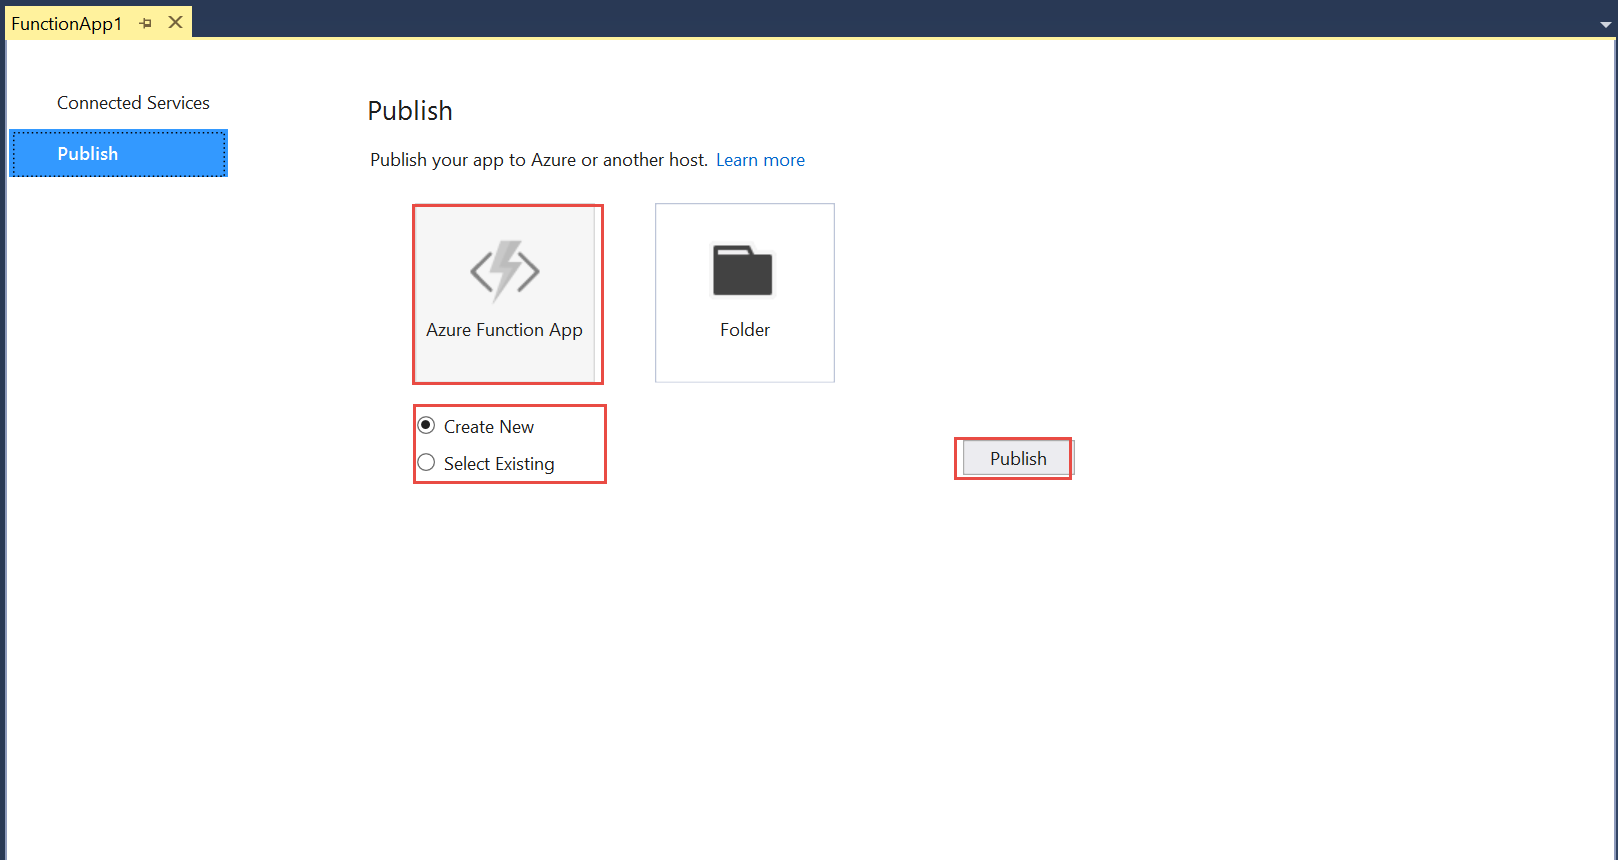 FunctionApp1
Connected Services
Publish
Publish
Publish your app to Azure or another host. Learn more
Azure Function App
Folder
Create New
Select Existing
Publish